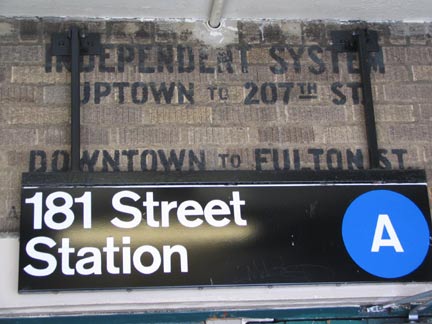 INDEPENDENT SYSTEM
UPTOWN TO 207TH ST.
DOWNTOWN TO FULTON ST.
181 Street
Station
A